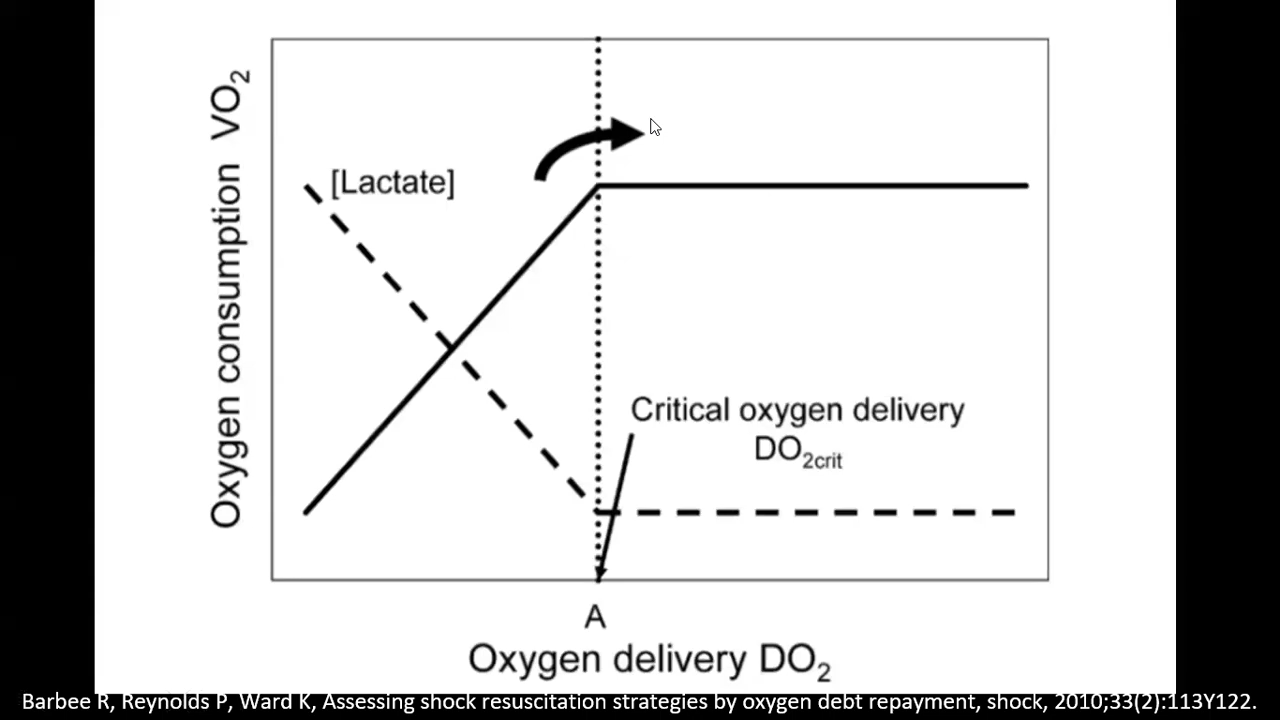 Oxygen consumption VO₂
[Lactate]
Critical oxygen delivery
DO₂crit
A
Oxygen delivery DO₂
Barbee R, Reynolds P, Ward K, Assessing shock resuscitation strategies by oxygen debt repayment, shock, 2010;33(2):113Y122.